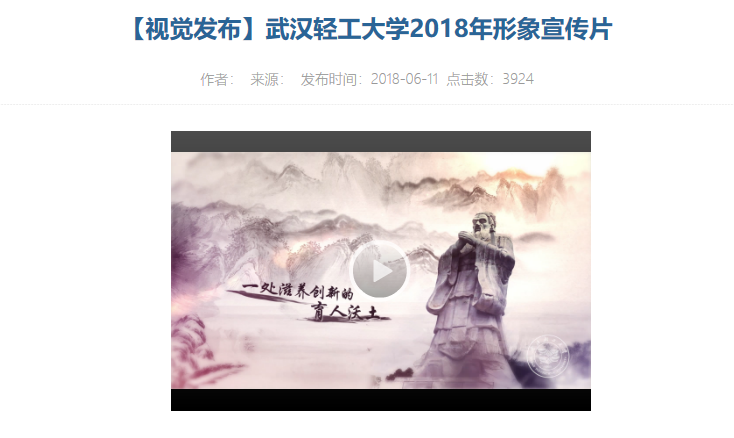 【视觉发布】武汉轻工大学2018年形象宣传片
作者： 来源： 发布时间：2018-06-11 点击数：3924
一处滋养创新的
育人沃土